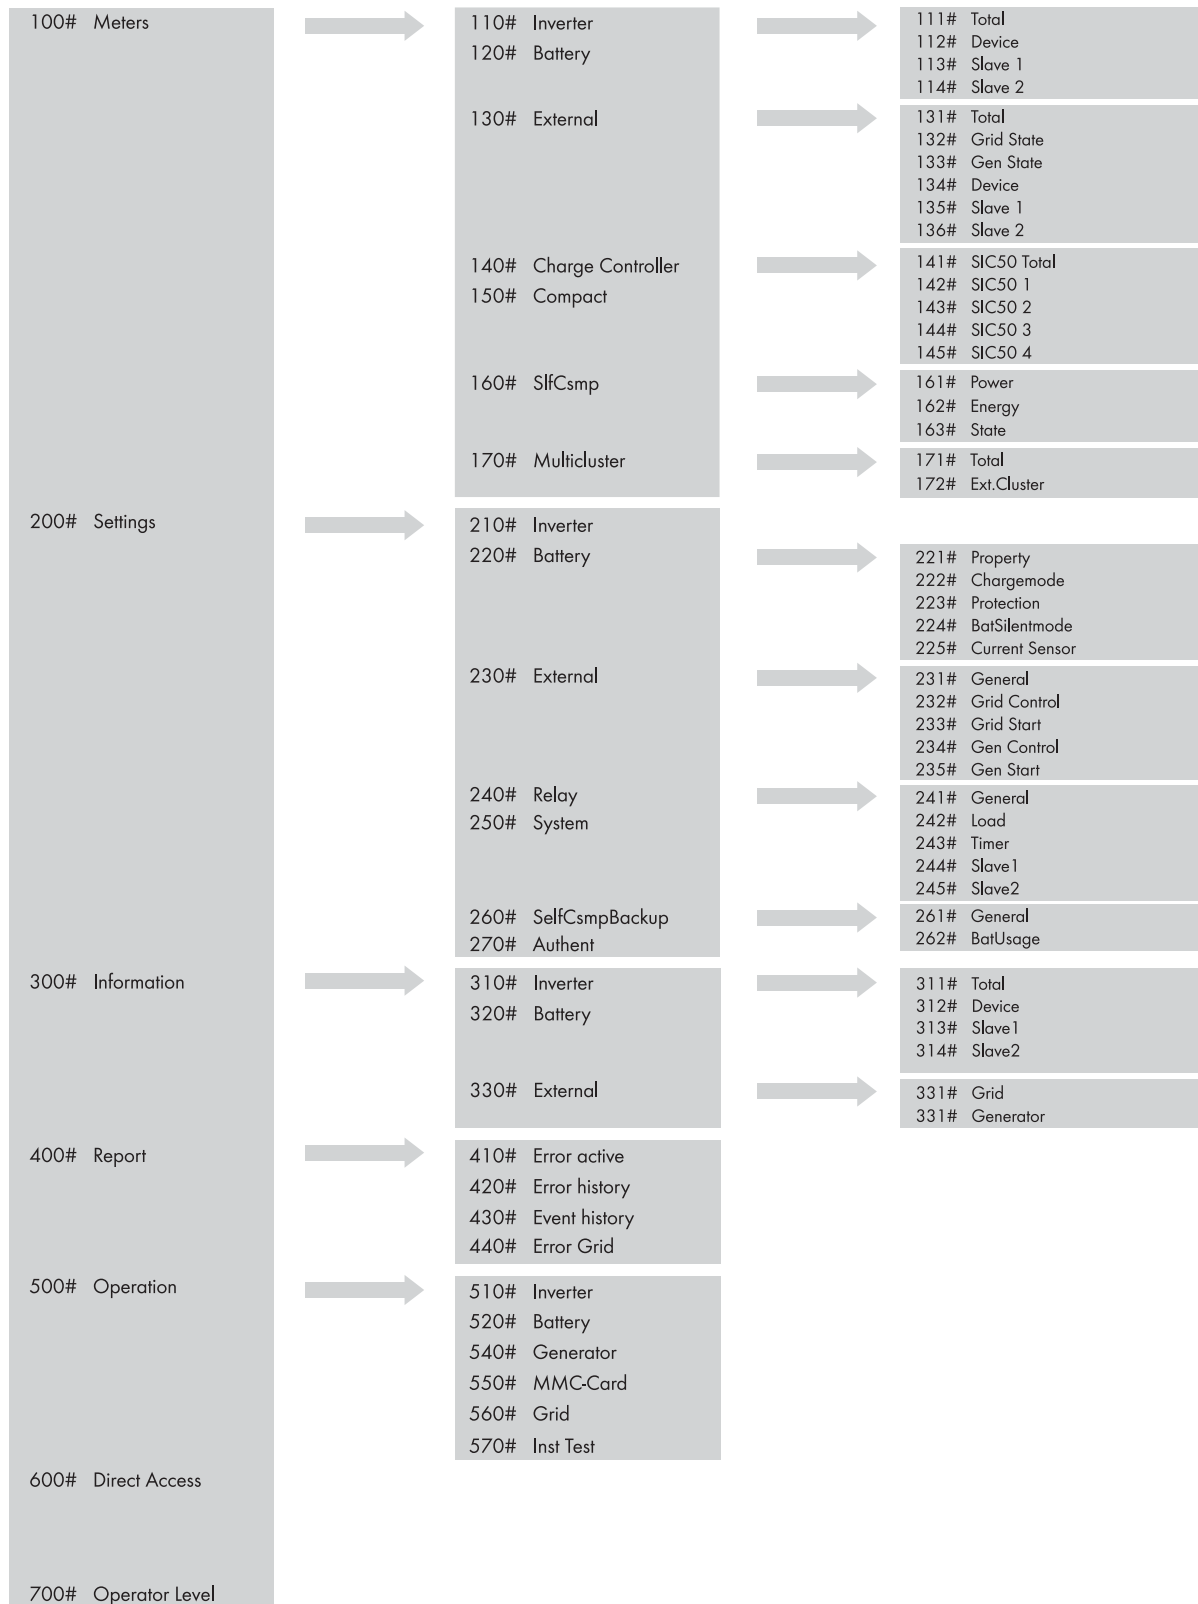 100# Meters
110# Inverter
120# Battery
111# Total
112# Device
113# Slave 1
114# Slave 2
130# External
131# Total
132# Grid State
133# Gen State
134# Device
135# Slave 1
136# Slave 2
140# Charge Controller
150# Compact
141# SIC50 Total
142# SIC50 1
143# SIC50 2
144# SIC50 3
145# SIC50 4
160# SlfCsmp
161# Power
162# Energy
163# State
170# Multicluster
171# Total
172# Ext.Cluster
200# Settings
210# Inverter
220# Battery
221# Property
222# Chargemode
223# Protection
224# BatSilentmode
225# Current Sensor
230# External
231# General
232# Grid Control
233# Grid Start
234# Gen Control
235# Gen Start
240# Relay
250# System
241# General
242# Load
243# Timer
244# Slave1
245# Slave2
260# SelfCsmpBackup
270# Authent
261# General
262# BatUsage
300# Information
310# Inverter
320# Battery
311# Total
312# Device
313# Slave1
314# Slave2
330# External
331# Grid
331# Generator
400# Report
410# Error active
420# Error history
430# Event history
440# Error Grid
500# Operation
510# Inverter
520# Battery
540# Generator
550# MMC-Card
560# Grid
570# Inst Test
600# Direct Access
700# Operator Level